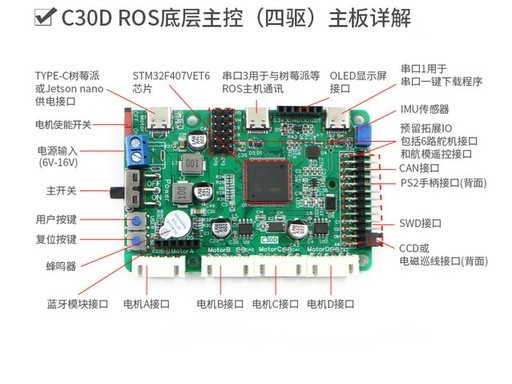 C30D ROS底层主控（四驱）主板详解
TYPE-C树莓派
或Jetson nano
供电接口
STM32F407VET6
芯片
串口3用于与树莓派等
ROS主机通讯
OLED显示屏
接口
串口1用于
串口一键下载程序
电机使能开关
IMU传感器
电源输入
(6V-16V)
预留拓展IO
包括6路舵机接口
和航模遥控接口
CAN接口
主开关
PS2手柄接口(背面)
用户按键
SWD接口
复位按键
CCD或
电磁巡线接口(背面)
蜂鸣器
蓝牙模块接口
电机A接口
电机B接口
电机C接口
电机D接口
OFF
ON
100
MotorA
MotorB
MotorC
MotorD
C30D